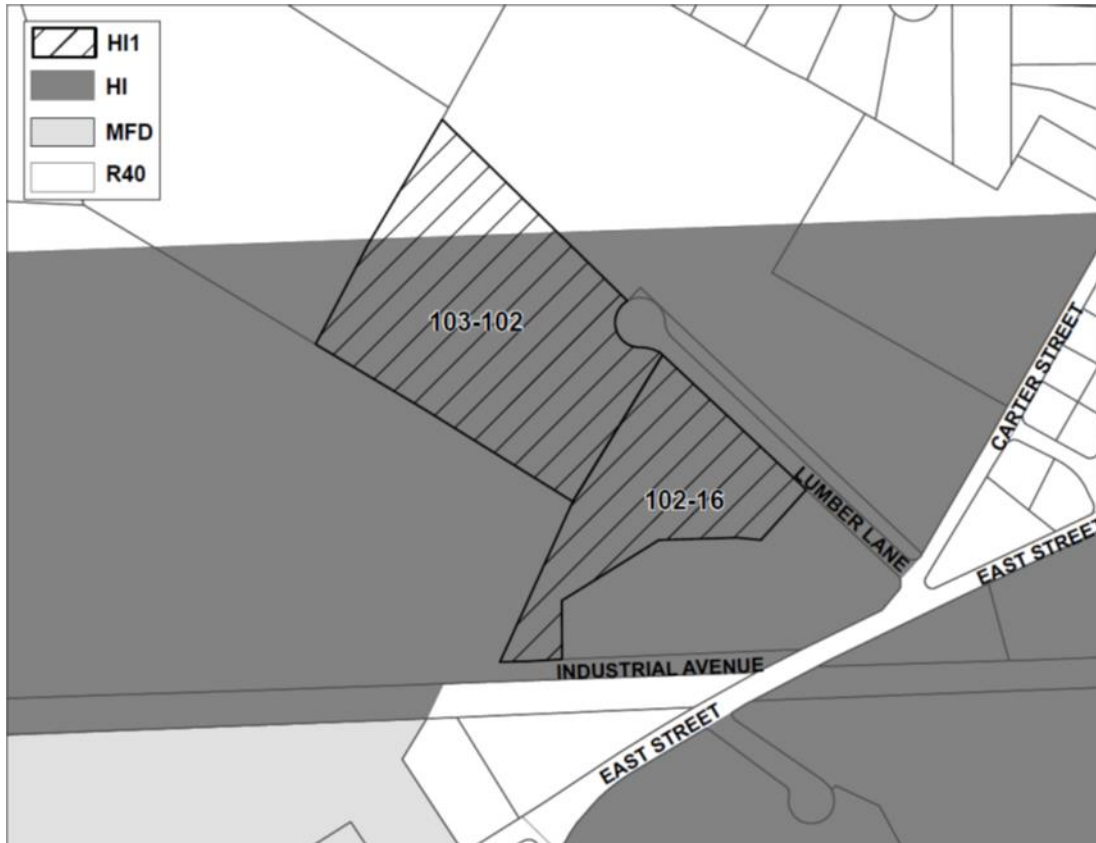 HI1
HI
MFD
R40
103-102
102-16
LUMBER LANE
CARTER STREET
EAST STREET
INDUSTRIAL AVENUE
EAST STREET